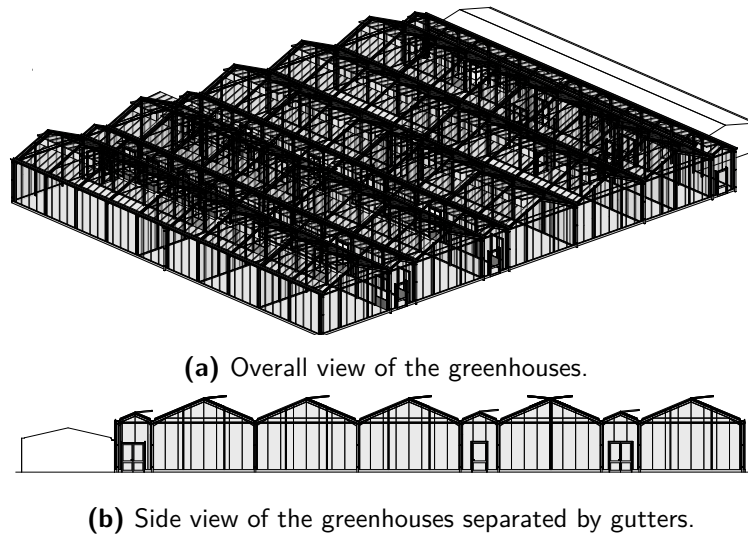 (a) Overall view of the greenhouses.
(b) Side view of the greenhouses separated by gutters.